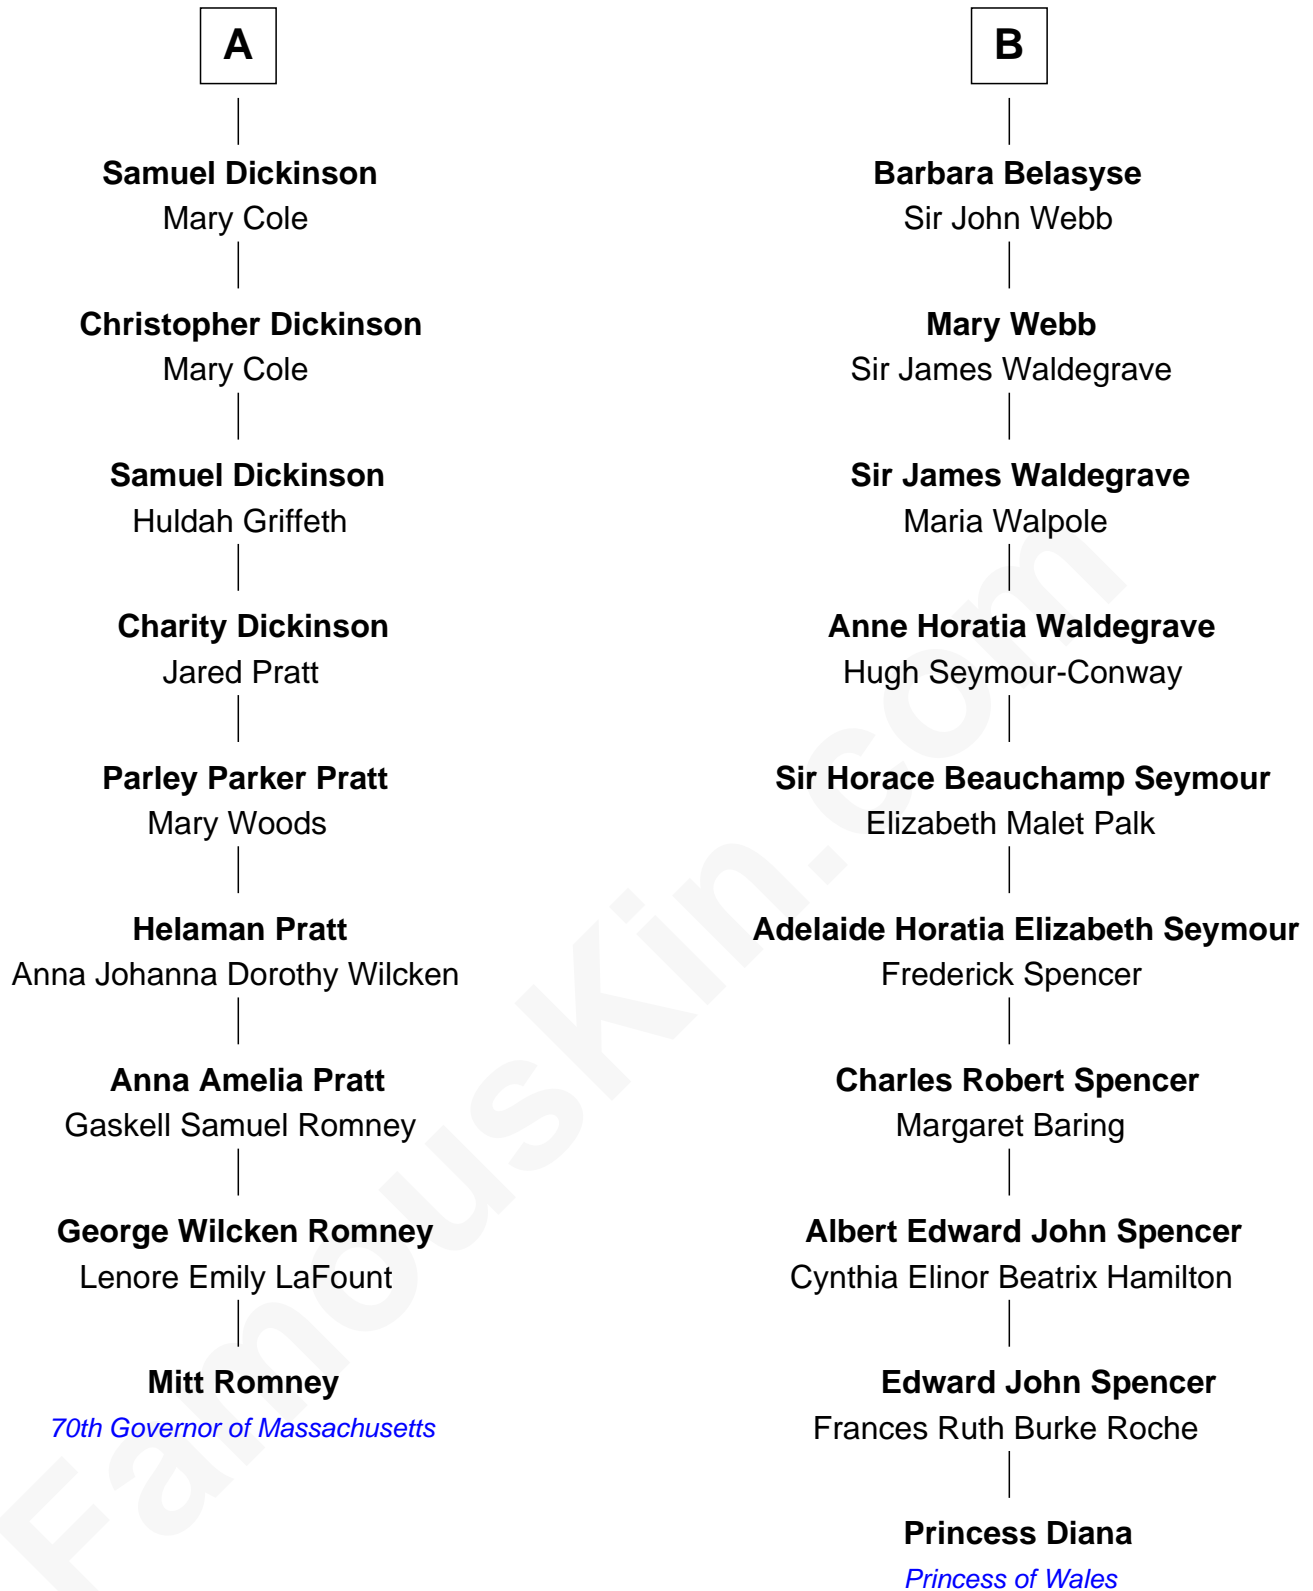 A
Samuel Dickinson
Mary Cole
Christopher Dickinson
Mary Cole
Samuel Dickinson
Huldah Griffeth
Charity Dickinson
Jared Pratt
Parley Parker Pratt
Mary Woods
Helaman Pratt
Anna Johanna Dorothy Wilcken
Anna Amelia Pratt
Gaskell Samuel Romney
George Wilcken Romney
Lenore Emily LaFount
Mitt Romney
70th Governor of Massachusetts
B
Barbara Belasyse
Sir John Webb
Mary Webb
Sir James Waldegrave
Sir James Waldegrave
Maria Walpole
Anne Horatia Waldegrave
Hugh Seymour-Conway
Sir Horace Beauchamp Seymour
Elizabeth Malet Palk
Adelaide Horatia Elizabeth Seymour
Frederick Spencer
Charles Robert Spencer
Margaret Baring
Albert Edward John Spencer
Cynthia Elinor Beatrix Hamilton
Edward John Spencer
Frances Ruth Burke Roche
Princess Diana
Princess of Wales
FamousKin.com